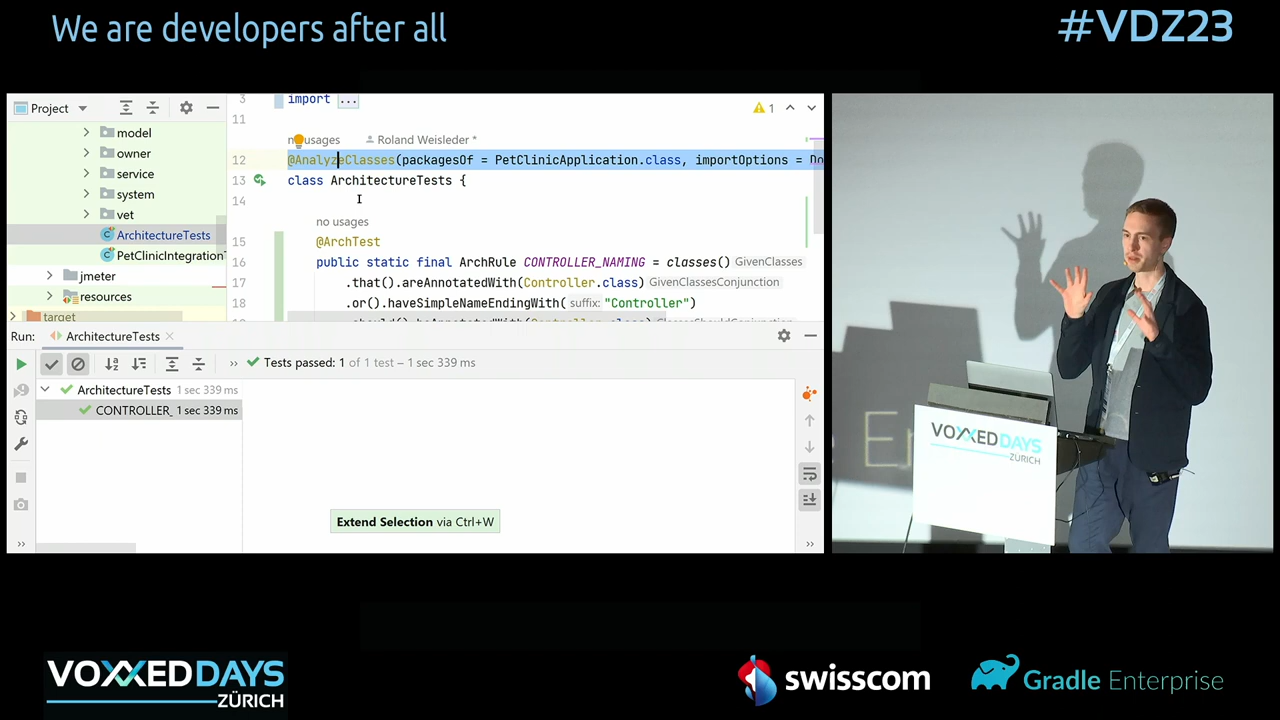 We are developers after all
#VDZ23
Project
model
owner
service
system
vet
ArchitectureTests
PetClinicIntegrationT
jmeter
resources
target
3 import ...
11
1
no usages Roland Weisleder *
12 @AnalyzeClasses(packagesOf = PetClinicApplication.class, importOptions = Do
13 class ArchitectureTests {
14
no usages
15 @ArchTest
16 public static final ArchRule CONTROLLER_NAMING = classes() GivenClasses
17 .that().areAnnotatedWith(Controller.class) GivenClassesConjunction
18 .or().haveSimpleNameEndingWith( suffix: "Controller")
Run: ArchitectureTests
Tests passed: 1 of 1 test – 1 sec 339 ms
ArchitectureTests 1 sec 339 ms
CONTROLLER_ 1 sec 339 ms
Extend Selection via Ctrl+W
VOXXED DAYS
ZÜRICH
VOXXED DAYS
ZÜRICH
swisscom
Gradle Enterprise